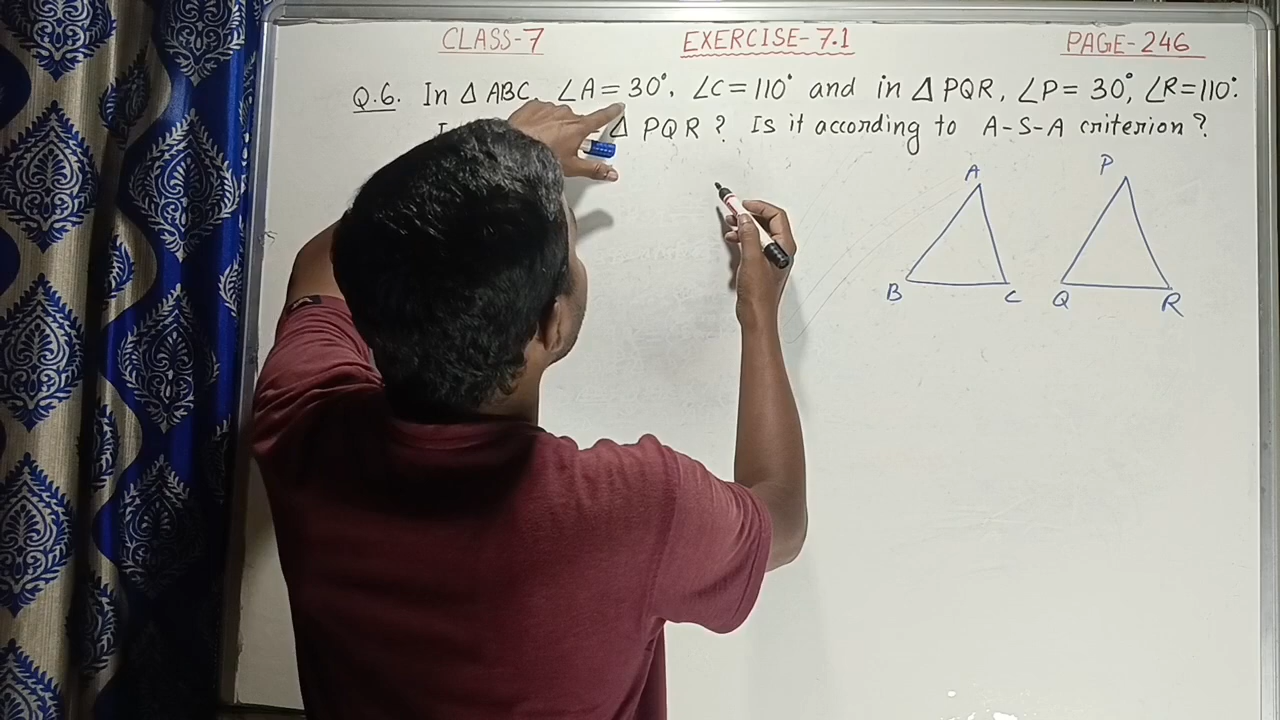 CLASS-7 EXERCISE-7.1 PAGE-246
Q.6. In Δ ABC, ∠A = 30°, ∠C = 110° and in Δ PQR, ∠P = 30°, ∠R = 110°.
Δ PQR ? Is it according to A-S-A criterion ?
A P
B C Q R